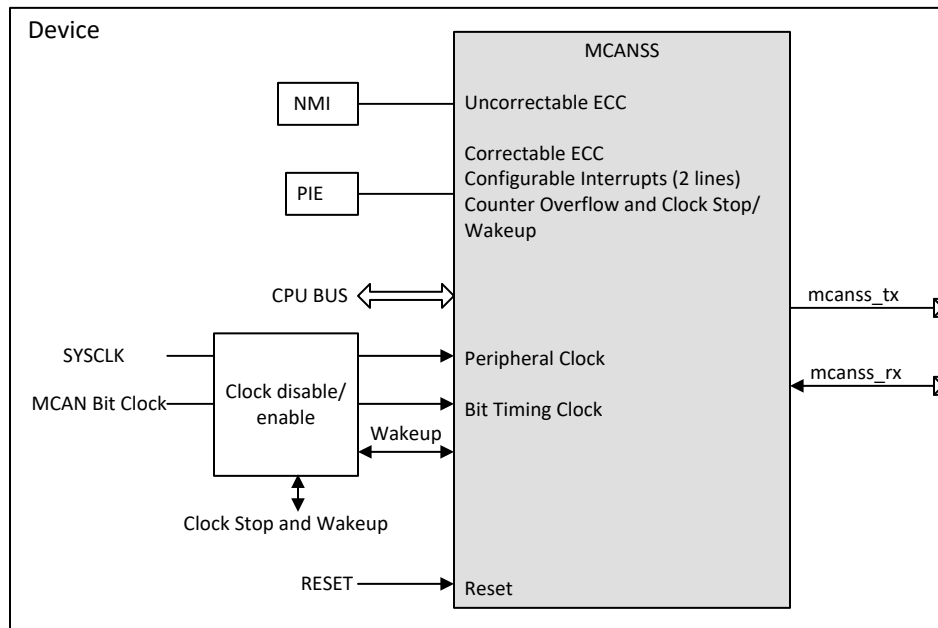 Device
MCANSS
NMI
Uncorrectable ECC
Correctable ECC
Configurable Interrupts (2 lines)
Counter Overflow and Clock Stop/
Wakeup
PIE
CPU BUS
mcanss_tx
SYSCLK
Peripheral Clock
mcanss_rx
MCAN Bit Clock
Clock disable/
enable
Bit Timing Clock
Wakeup
Clock Stop and Wakeup
RESET
Reset